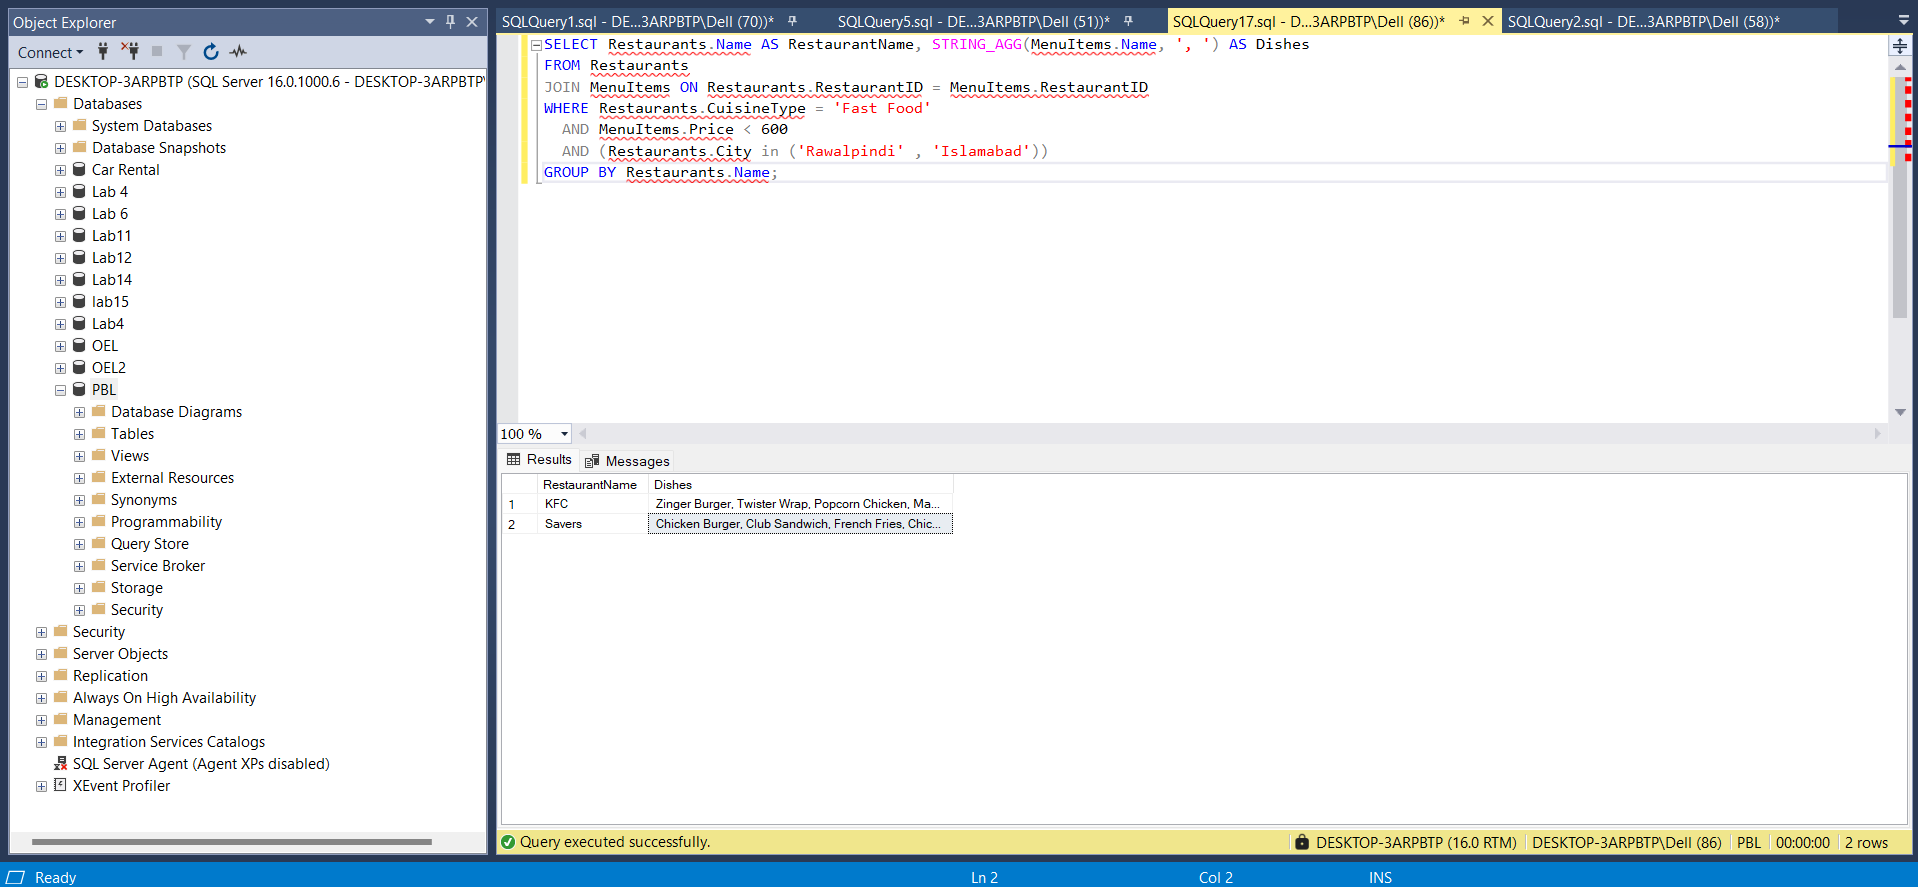 Object Explorer
Connect
DESKTOP-3ARPBTP (SQL Server 16.0.1000.6 - DESKTOP-3ARPBTP\
Databases
System Databases
Database Snapshots
Car Rental
Lab 4
Lab 6
Lab11
Lab12
Lab14
lab15
Lab4
OEL
OEL2
PBL
Database Diagrams
Tables
Views
External Resources
Synonyms
Programmability
Query Store
Service Broker
Storage
Security
Security
Server Objects
Replication
Always On High Availability
Management
Integration Services Catalogs
SQL Server Agent (Agent XPs disabled)
XEvent Profiler
SQLQuery1.sql - DE...3ARPBTP\Dell (70))* SQLQuery5.sql - DE...3ARPBTP\Dell (51))* SQLQuery17.sql - D...3ARPBTP\Dell (86))* SQLQuery2.sql - DE...3ARPBTP\Dell (58))*
SELECT Restaurants.Name AS RestaurantName, STRING_AGG(MenuItems.Name, ', ') AS Dishes
FROM Restaurants
JOIN MenuItems ON Restaurants.RestaurantID = MenuItems.RestaurantID
WHERE Restaurants.CuisineType = 'Fast Food'
AND MenuItems.Price < 600
AND (Restaurants.City in ('Rawalpindi' , 'Islamabad'))
GROUP BY Restaurants.Name;
100 %
Results Messages
RestaurantName Dishes
1 KFC Zinger Burger, Twister Wrap, Popcorn Chicken, Ma...
2 Savers Chicken Burger, Club Sandwich, French Fries, Chic...
Query executed successfully. DESKTOP-3ARPBTP (16.0 RTM) DESKTOP-3ARPBTP\Dell (86) PBL 00:00:00 2 rows
Ready Ln 2 Col 2 INS